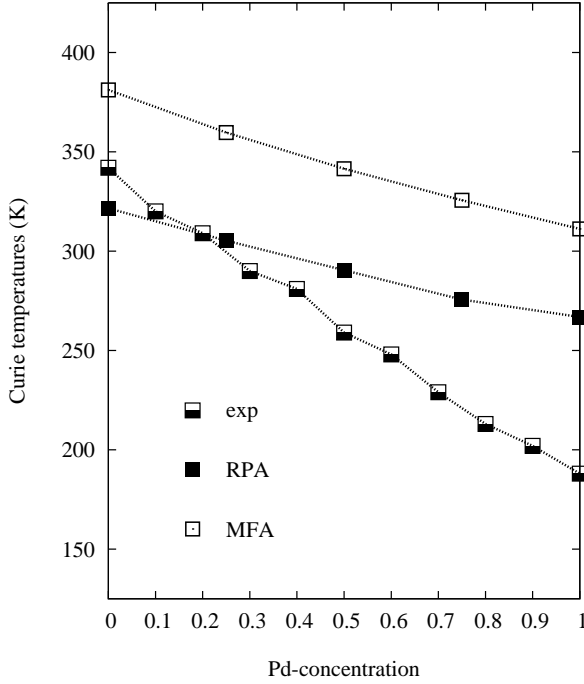 400
350
300
250
200
150
Curie temperatures (K)
exp
RPA
MFA
0 0.1 0.2 0.3 0.4 0.5 0.6 0.7 0.8 0.9 1
Pd-concentration